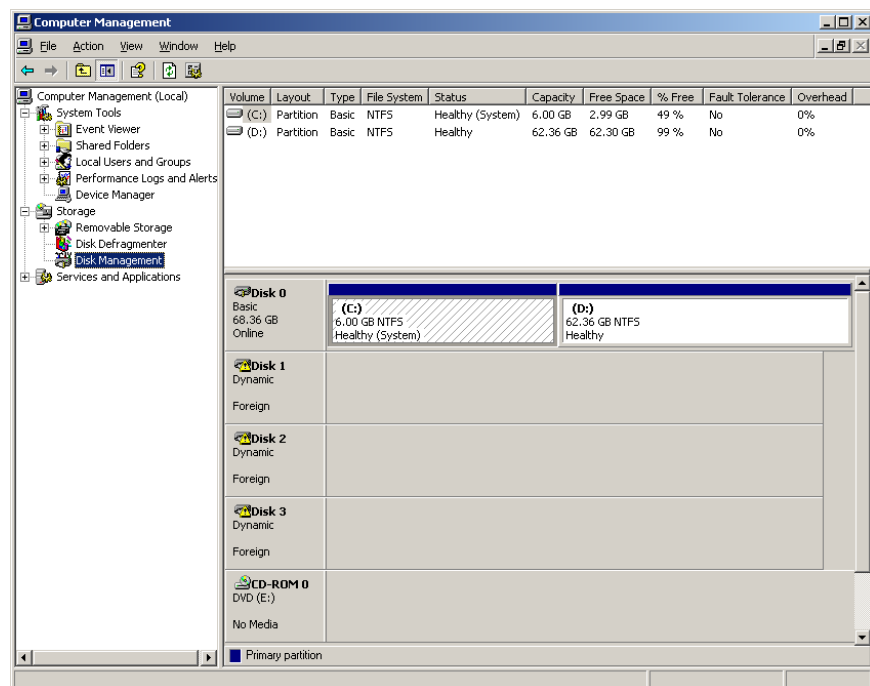 Computer Management
File Action View Window Help
Computer Management (Local)
System Tools
Event Viewer
Shared Folders
Local Users and Groups
Performance Logs and Alerts
Device Manager
Storage
Removable Storage
Disk Defragmenter
Disk Management
Services and Applications
Volume Layout Type File System Status Capacity Free Space % Free Fault Tolerance Overhead
(C:) Partition Basic NTFS Healthy (System) 6.00 GB 2.99 GB 49 % No 0%
(D:) Partition Basic NTFS Healthy 62.36 GB 62.30 GB 99 % No 0%
Disk 0
Basic
68.36 GB
Online
(C:)
6.00 GB NTFS
Healthy (System)
(D:)
62.36 GB NTFS
Healthy
Disk 1
Dynamic
Foreign
Disk 2
Dynamic
Foreign
Disk 3
Dynamic
Foreign
CD-ROM 0
DVD (E:)
No Media
Primary partition